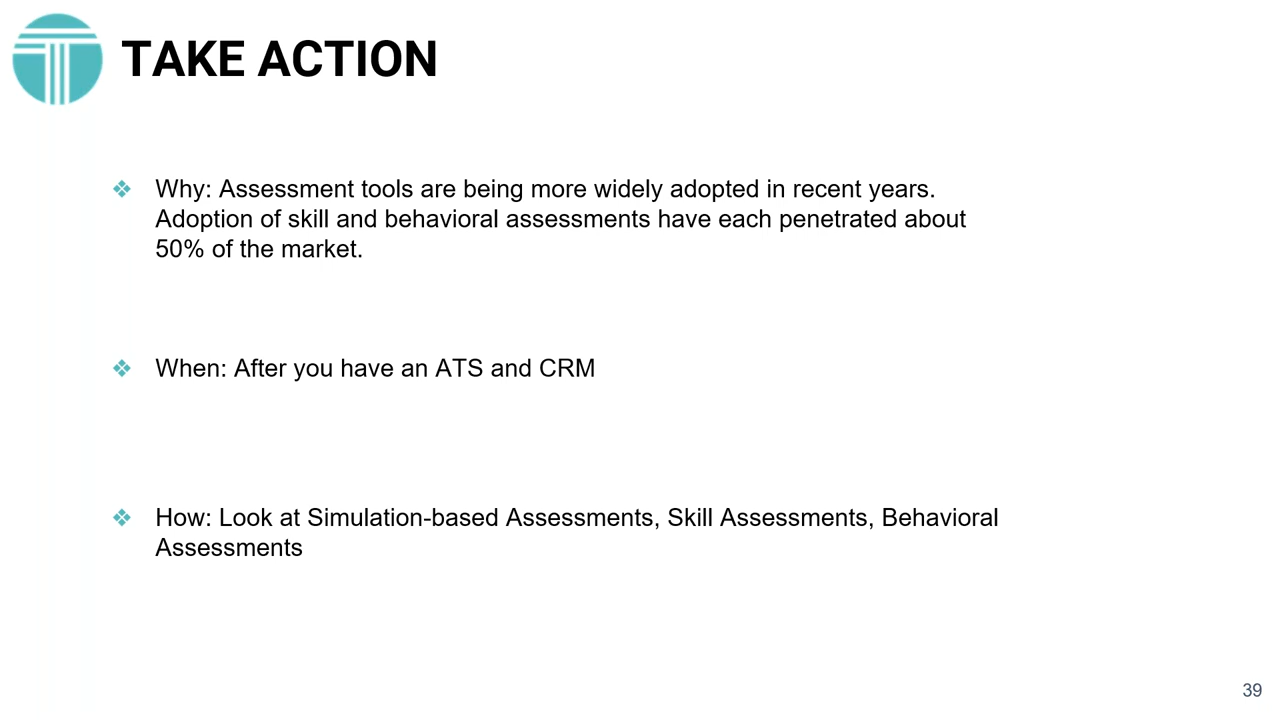 TAKE ACTION
❖ Why: Assessment tools are being more widely adopted in recent years.
Adoption of skill and behavioral assessments have each penetrated about
50% of the market.
❖ When: After you have an ATS and CRM
❖ How: Look at Simulation-based Assessments, Skill Assessments, Behavioral
Assessments
39